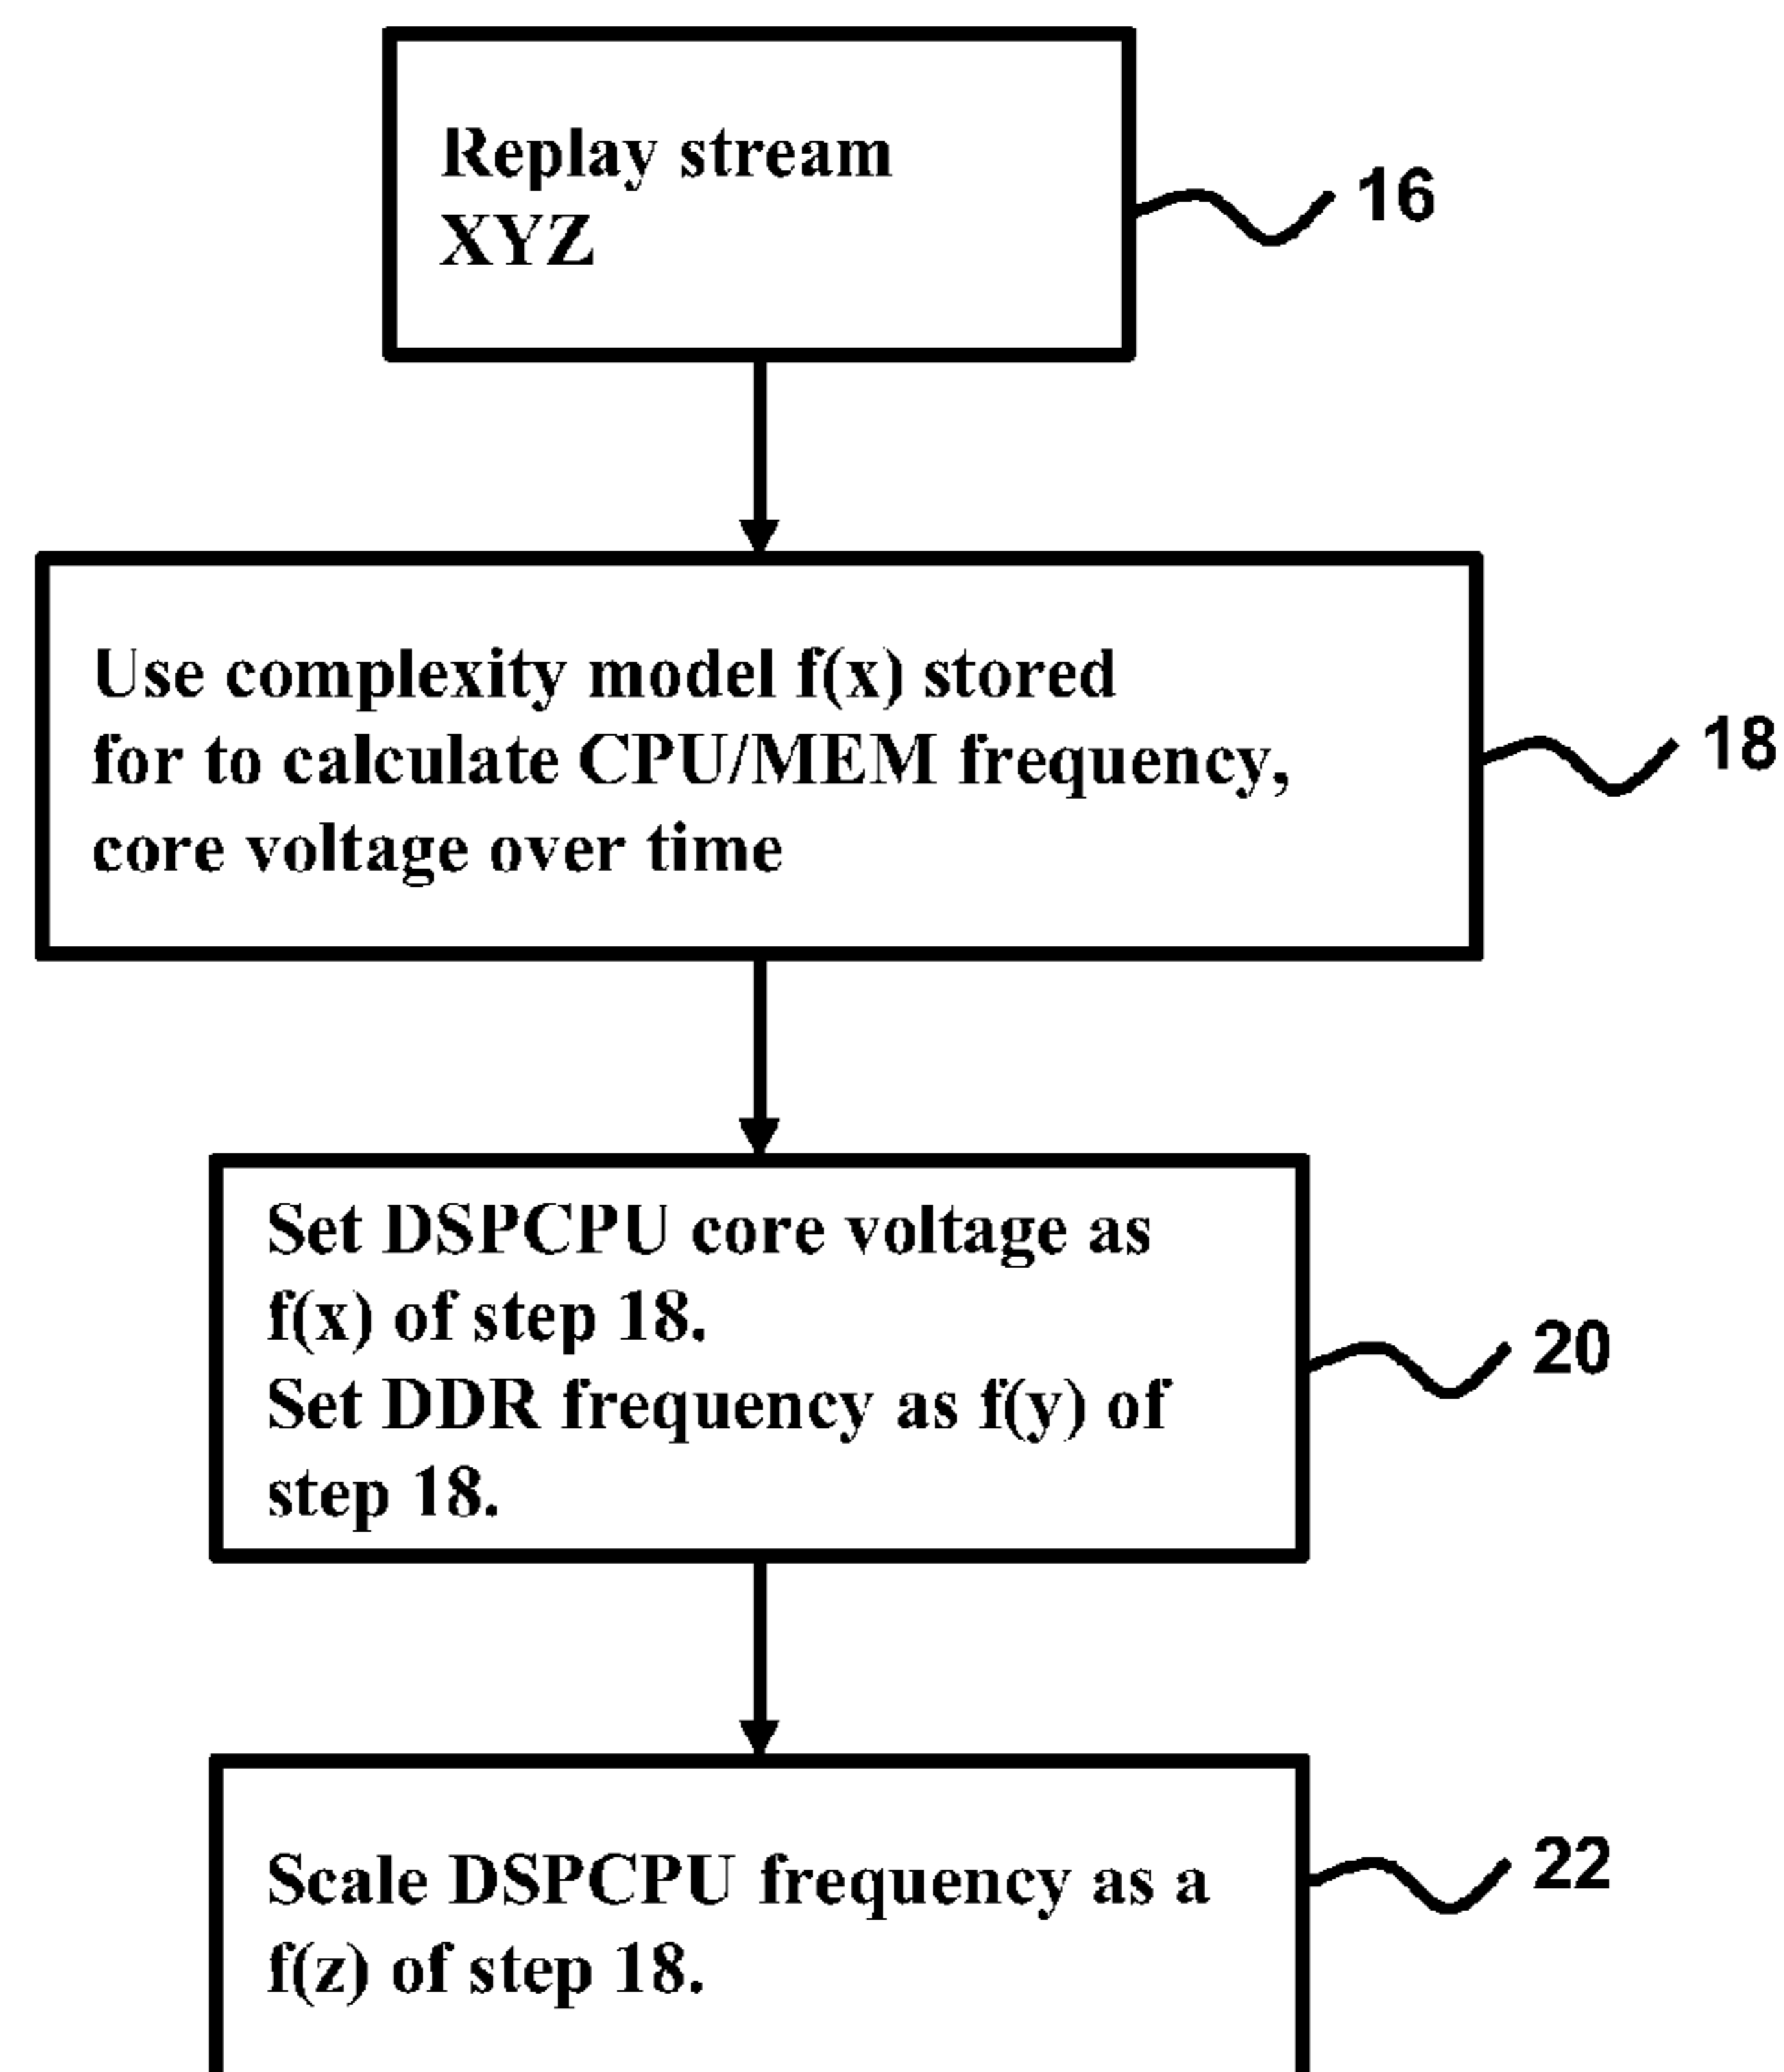 Replay stream
XYZ
16
Use complexity model f(x) stored
for to calculate CPU/MEM frequency,
core voltage over time
18
Set DSPCPU core voltage as
f(x) of step 18.
Set DDR frequency as f(y) of
step 18.
20
Scale DSPCPU frequency as a
f(z) of step 18.
22